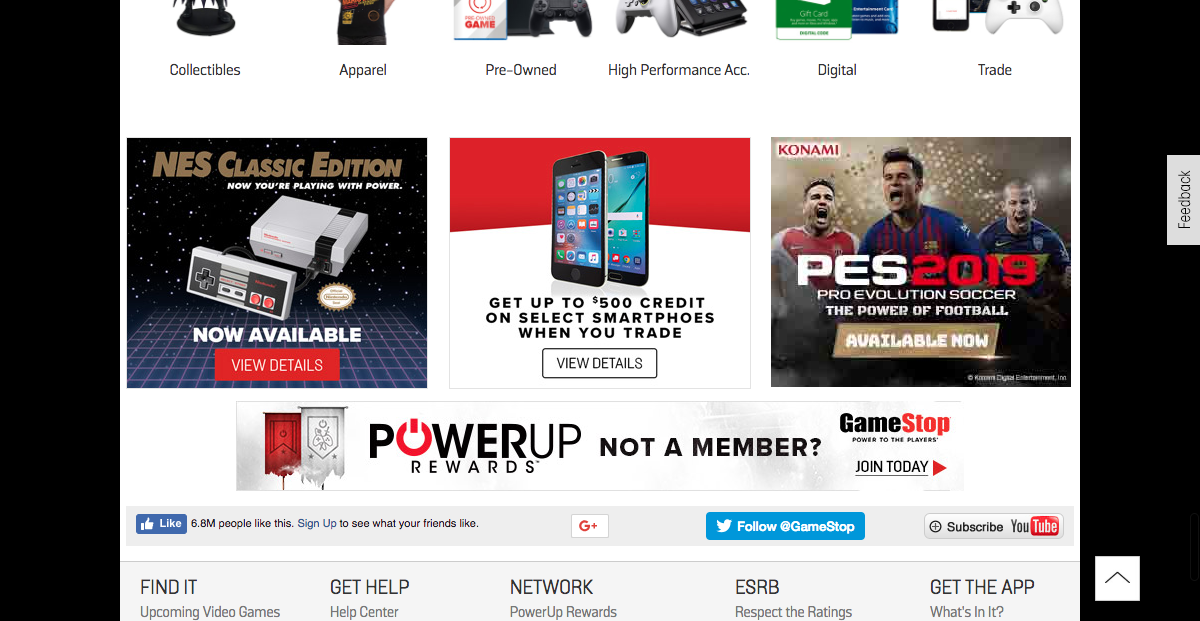 PRE-OWNED
GAME
Gift Card
DIGITAL CODE
Entertainment Card
Collectibles
Apparel
Pre-Owned
High Performance Acc.
Digital
Trade
NES CLASSIC EDITION
NOW YOU'RE PLAYING WITH POWER.
NOW AVAILABLE
VIEW DETAILS
GET UP TO $500 CREDIT
ON SELECT SMARTPHOES
WHEN YOU TRADE
VIEW DETAILS
KONAMI
PES2019
PRO EVOLUTION SOCCER
THE POWER OF FOOTBALL
AVAILABLE NOW
© Konami Digital Entertainment, Inc.
Feedback
POWERUP
REWARDS™
NOT A MEMBER?
GameStop
POWER TO THE PLAYERS®
JOIN TODAY
Like
6.8M people like this. Sign Up to see what your friends like.
G+
Follow @GameStop
Subscribe YouTube
FIND IT
GET HELP
NETWORK
ESRB
GET THE APP
Upcoming Video Games
Help Center
PowerUp Rewards
Respect the Ratings
What's In It?